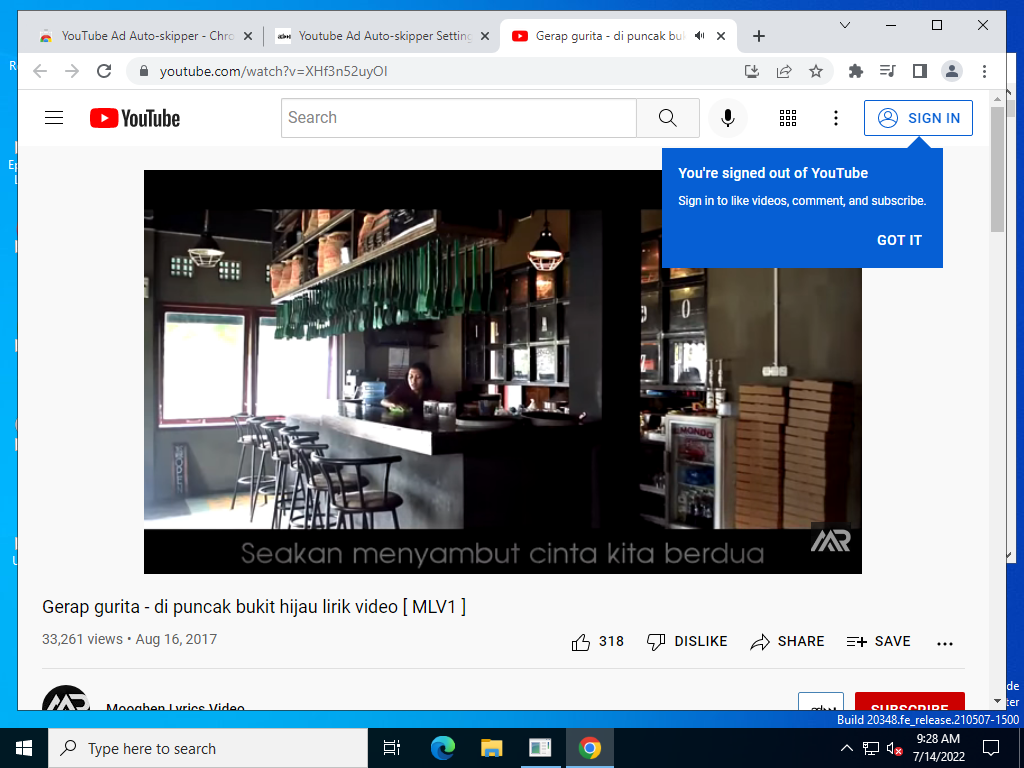 YouTube Ad Auto-skipper - Chro
Youtube Ad Auto-skipper Setting
Gerap gurita - di puncak buk
youtube.com/watch?v=XHf3n52uyOI
YouTube
Search
SIGN IN
You're signed out of YouTube
Sign in to like videos, comment, and subscribe.
GOT IT
MONDO
Seakan menyambut cinta kita berdua
MR
Gerap gurita - di puncak bukit hijau lirik video [ MLV1 ]
33,261 views • Aug 16, 2017
318
DISLIKE
SHARE
SAVE
Mooghen Lyrics Video
SUBSCRIBE
Build 20348.fe_release.210507-1500
Type here to search
9:28 AM
7/14/2022